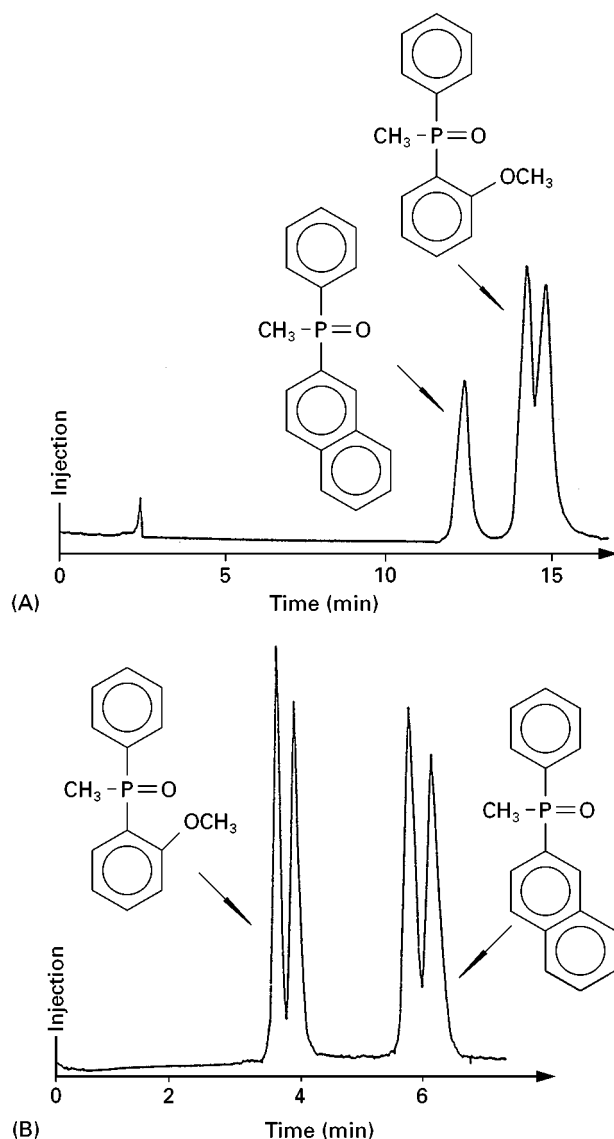 CH₃–P=O
OCH₃
CH₃–P=O
Injection
0 5 10 15
(A) Time (min)
CH₃–P=O
OCH₃
CH₃–P=O
Injection
0 2 4 6
(B) Time (min)